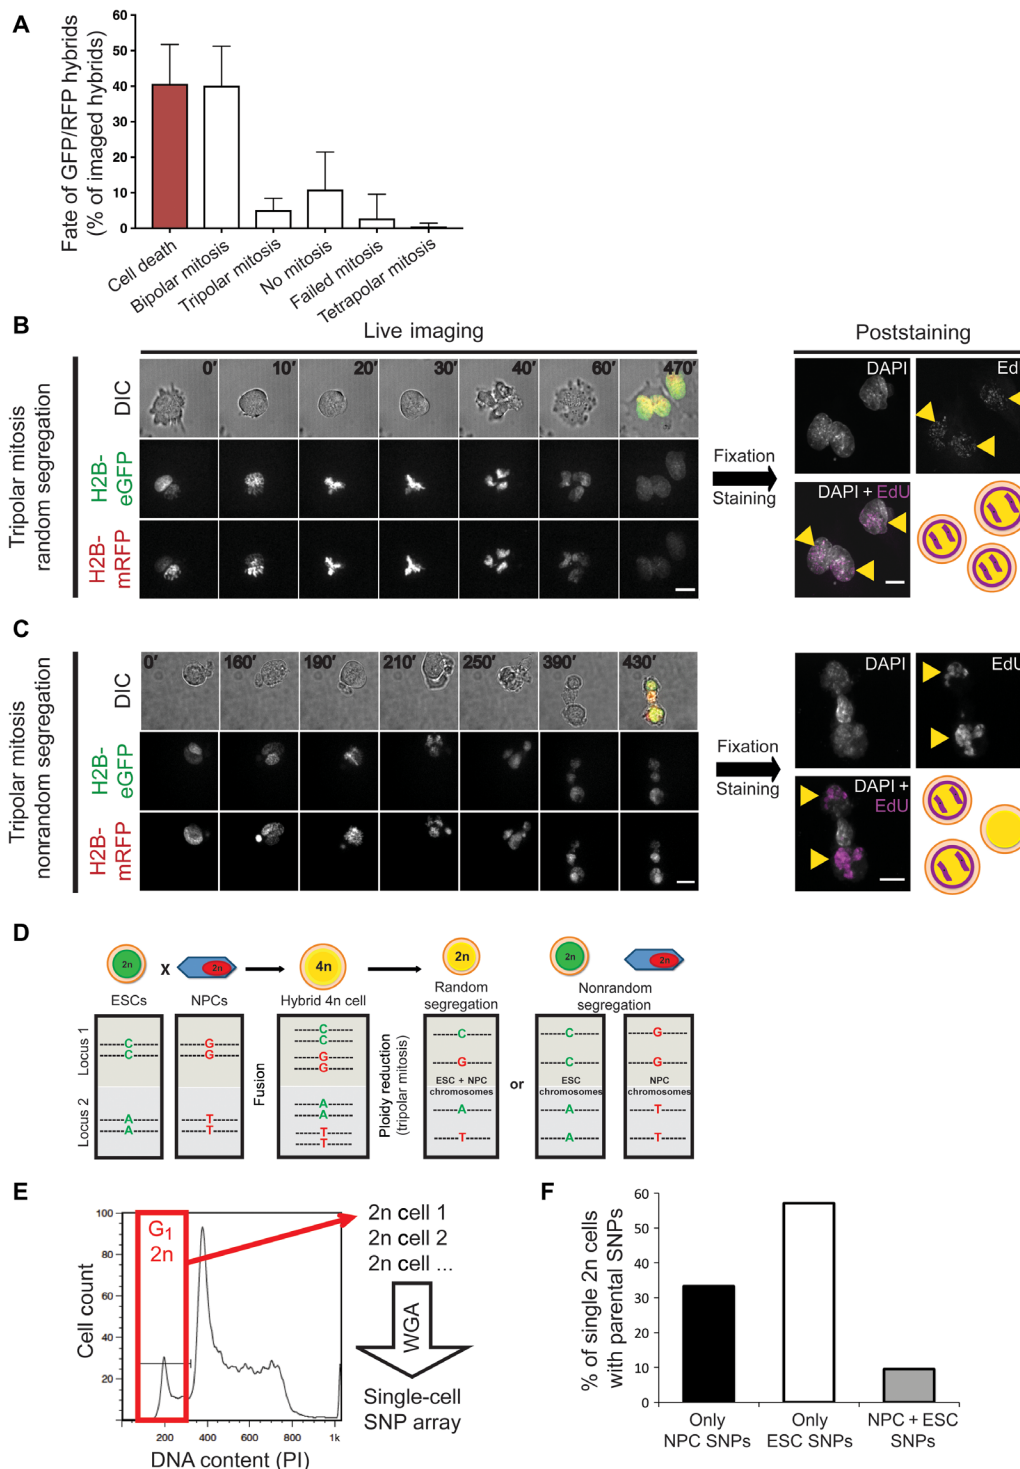 A
Fate of GFP/RFP hybrids
(% of imaged hybrids)
60
50
40
30
20
10
0
Cell death
Bipolar mitosis
Tripolar mitosis
No mitosis
Failed mitosis
Tetrapolar mitosis
B
Live imaging
Poststaining
Tripolar mitosis
random segregation
DIC
0′
10′
20′
30′
40′
60′
470′
H2B-
eGFP
H2B-
mRFP
Fixation
Staining
DAPI
Ed
DAPI + EdU
C
Tripolar mitosis
nonrandom segregation
DIC
0′
160′
190′
210′
250′
390′
430′
H2B-
eGFP
H2B-
mRFP
Fixation
Staining
DAPI
EdU
DAPI +
EdU
D
2n
x
2n
4n
2n
2n
2n
ESCs
NPCs
Hybrid 4n cell
Random
segregation
Nonrandom
segregation
Locus 1
Locus 2
Fusion
Ploidy reduction
(tripolar mitosis)
or
-----C-----
-----C-----
-----A-----
-----A-----
-----G-----
-----G-----
-----T-----
-----T-----
-----C-----
-----C-----
-----G-----
-----G-----
-----A-----
-----A-----
-----T-----
-----T-----
-----C-----
-----G-----
ESC + NPC
chromosomes
-----A-----
-----T-----
-----C-----
-----C-----
ESC
chromosomes
-----A-----
-----A-----
-----G-----
-----G-----
NPC
chromosomes
-----T-----
-----T-----
E
Cell count
100
80
60
40
20
0
G1
2n
200
400
600
800
1k
DNA content (PI)
2n cell 1
2n cell 2
2n cell ...
WGA
Single-cell
SNP array
F
% of single 2n cells
with parental SNPs
60
50
40
30
20
10
0
Only
NPC SNPs
Only
ESC SNPs
NPC + ESC
SNPs